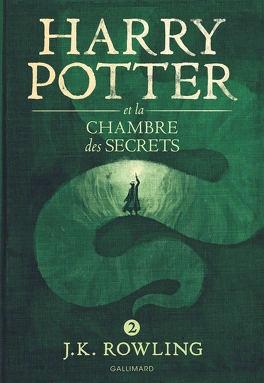 HARRY
POTTER
et la
CHAMBRE
des SECRETS
2
J.K. ROWLING
GALLIMARD